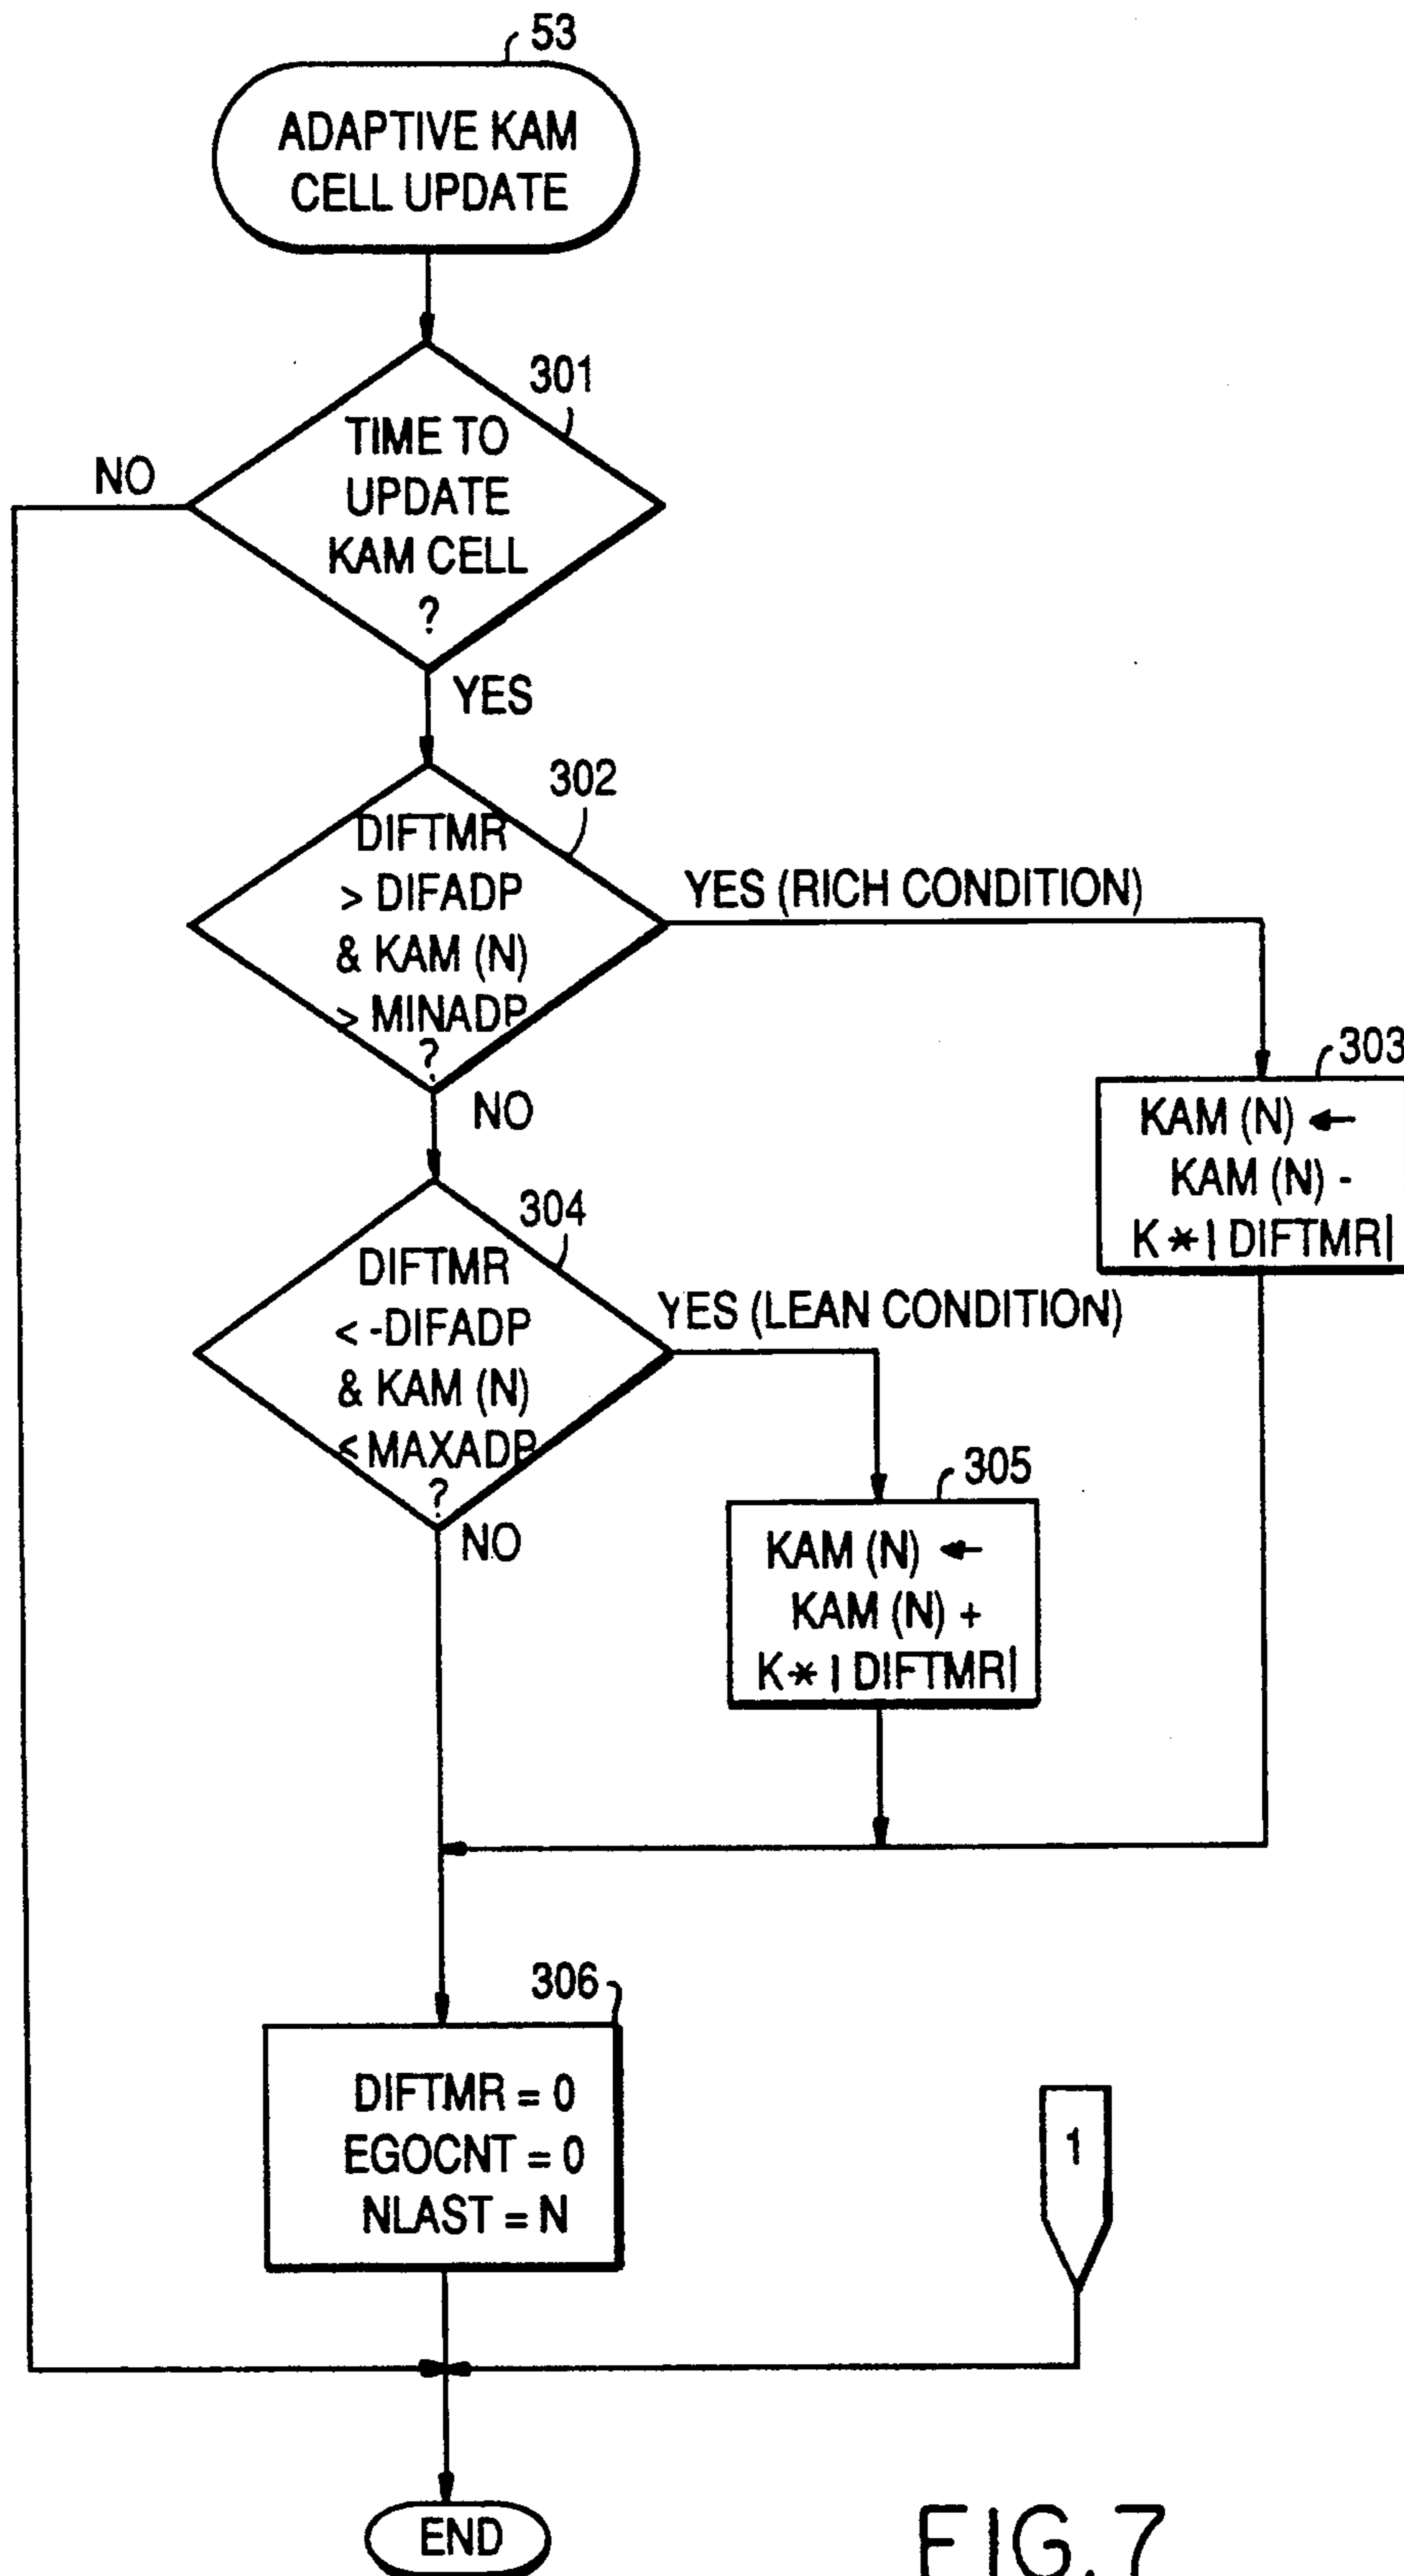 53
ADAPTIVE KAM
CELL UPDATE
301
TIME TO
UPDATE
KAM CELL
?
NO
YES
302
DIFTMR
> DIFADP
& KAM (N)
> MINADP
?
YES (RICH CONDITION)
NO
303
KAM (N) ←
KAM (N) -
K * | DIFTMR|
304
DIFTMR
< -DIFADP
& KAM (N)
< MAXADP
?
YES (LEAN CONDITION)
NO
305
KAM (N) ←
KAM (N) +
K * | DIFTMR|
306
DIFTMR = 0
EGOCNT = 0
NLAST = N
1
END
FIG. 7